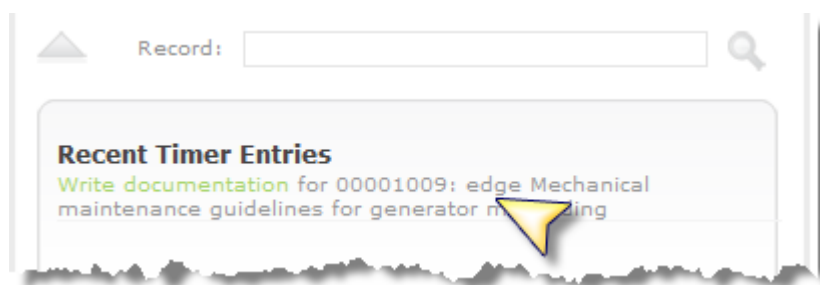 Record:
Recent Timer Entries
Write documentation for 00001009: edge Mechanical
maintenance guidelines for generator